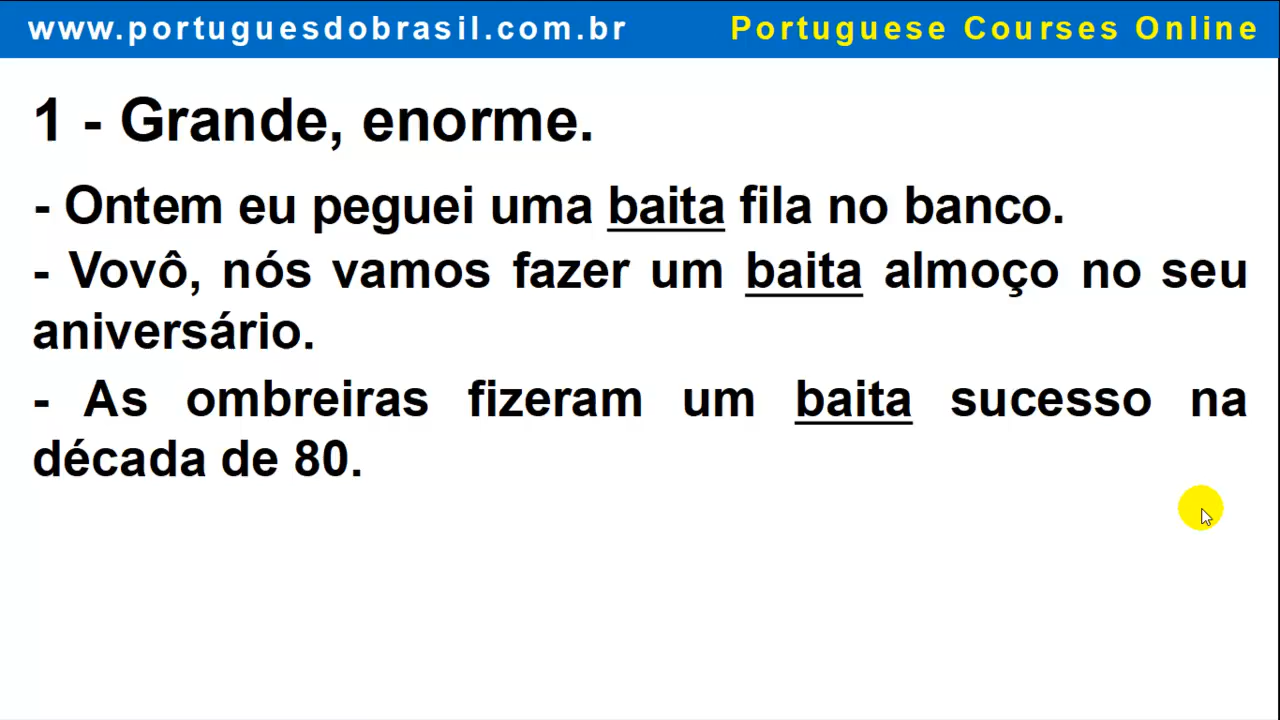 www.portuguesdobrasil.com.br Portuguese Courses Online
1 - Grande, enorme.
- Ontem eu peguei uma baita fila no banco.
- Vovô, nós vamos fazer um baita almoço no seu
aniversário.
- As ombreiras fizeram um baita sucesso na
década de 80.